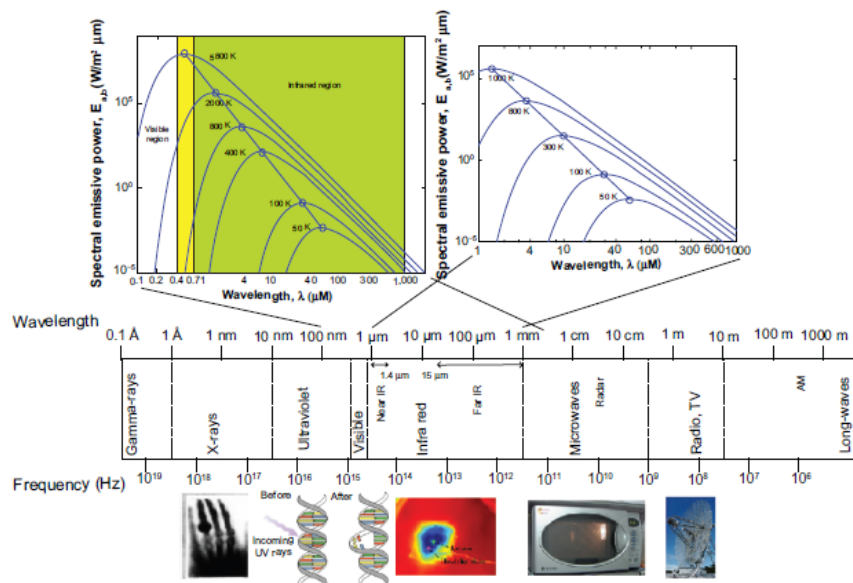 Spectral emissive power, E a,b (W/m² μm)
10⁵
10⁰
10⁻⁵
Visible
region
Infrared region
5800 K
2000 K
800 K
400 K
100 K
50 K
0.1 0.2 0.4 0.71 4 10 40 100 300 1,000
Wavelength, λ (μM)
Spectral emissive power, E a,b (W/m² μm)
10⁵
10⁰
10⁻⁵
1000 K
800 K
300 K
100 K
50 K
1 4 10 40 100 300 600 1000
Wavelength, λ (μM)
Wavelength
0.1 Å 1 Å 1 nm 10 nm 100 nm 1 μm 10 μm 100 μm 1 mm 1 cm 10 cm 1 m 10 m 100 m 1000 m
1.4 μm 15 μm
Gamma-rays
X-rays
Ultraviolet
Visible
Near IR
Infra red
Far IR
Microwaves
Radar
Radio, TV
AM
Long-waves
Frequency (Hz)
10¹⁹ 10¹⁸ 10¹⁷ 10¹⁶ 10¹⁵ 10¹⁴ 10¹³ 10¹² 10¹¹ 10¹⁰ 10⁹ 10⁸ 10⁷ 10⁶
Before After
Incoming
UV rays